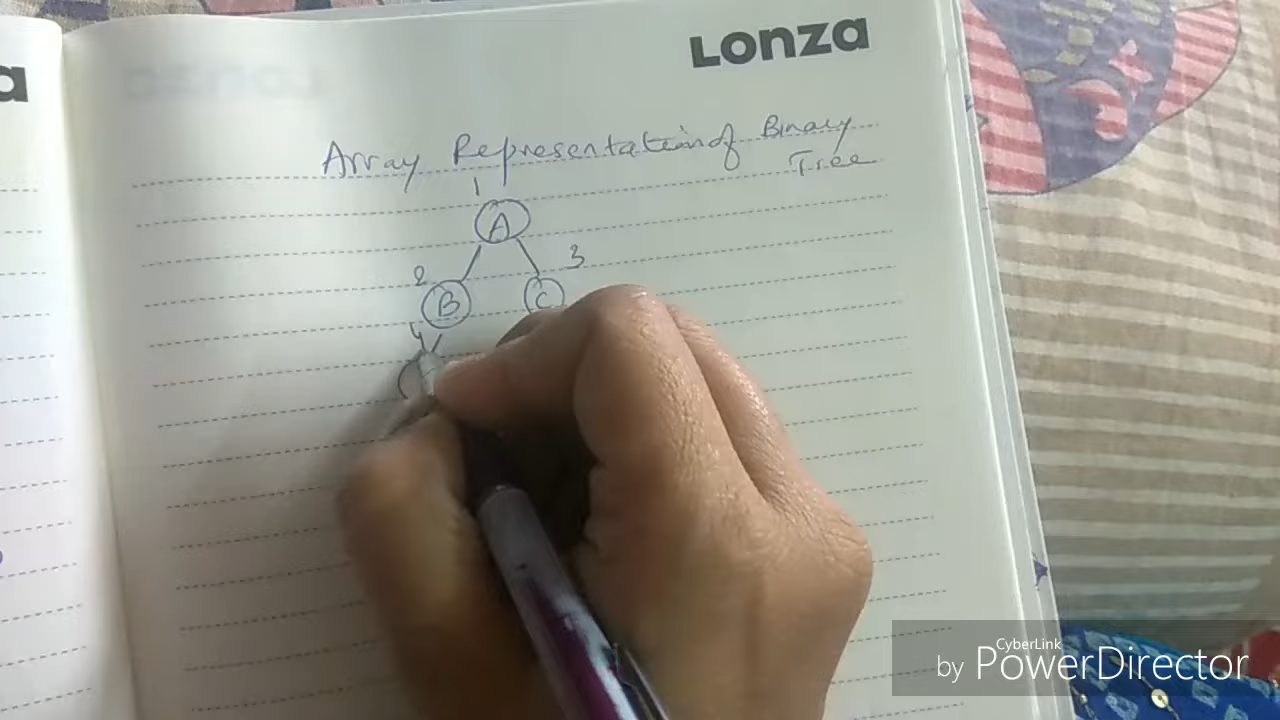 a
Lonza
Array Representation of Binary
Tree
1
A
2
3
B
C
4
CyberLink
by PowerDirector